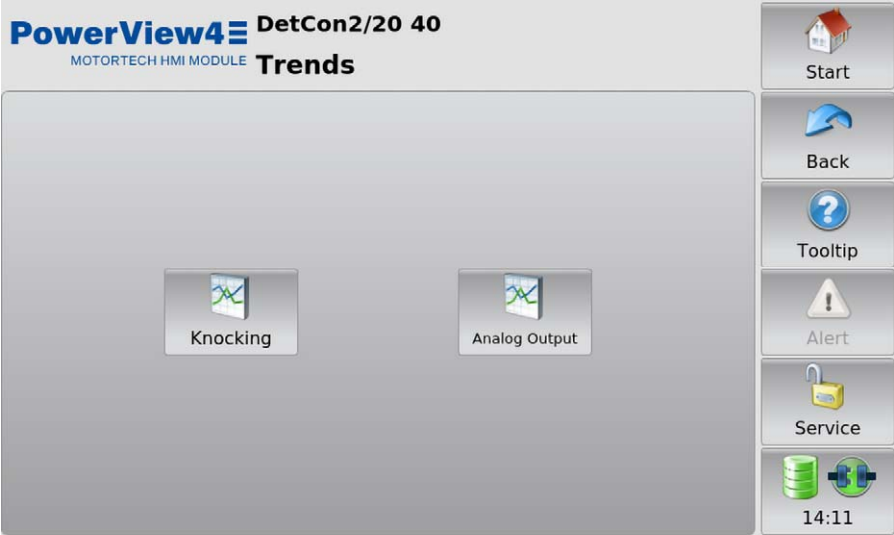 PowerView4
MOTORTECH HMI MODULE
DetCon2/20 40
Trends
Knocking
Analog Output
Start
Back
Tooltip
Alert
Service
14:11